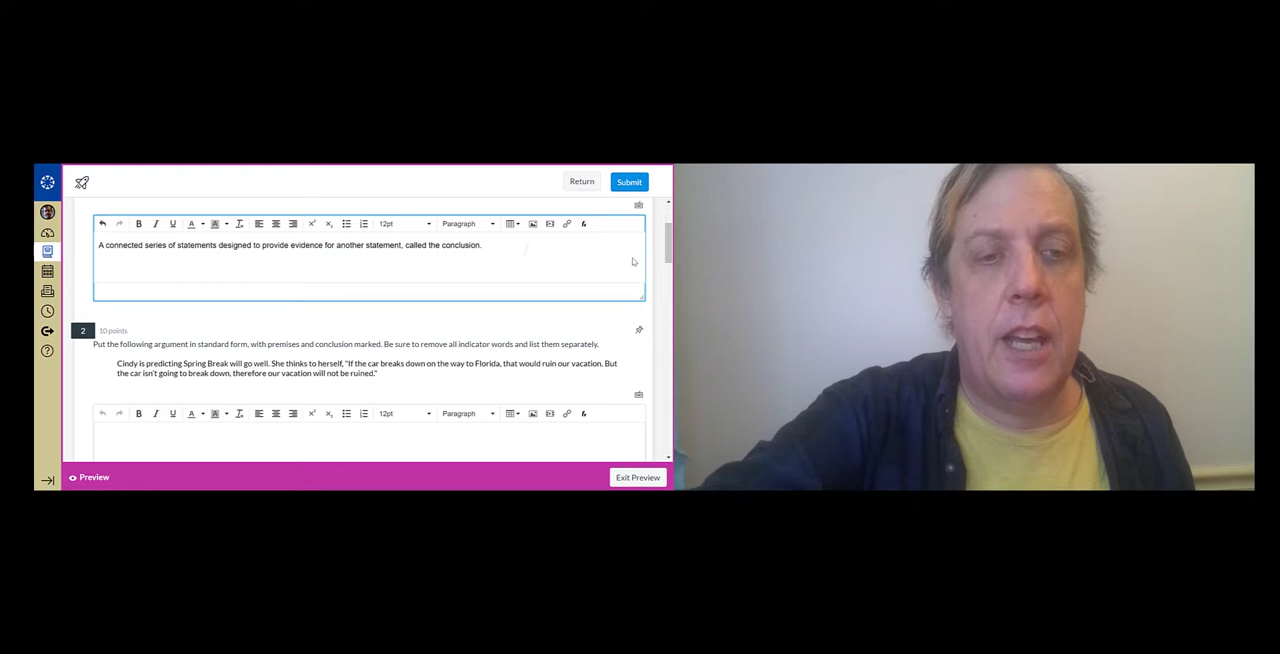 Return
Submit
12pt
Paragraph
A connected series of statements designed to provide evidence for another statement, called the conclusion.
2
10 points
Put the following argument in standard form, with premises and conclusion marked. Be sure to remove all indicator words and list them separately.
Cindy is predicting Spring Break will go well. She thinks to herself, "If the car breaks down on the way to Florida, that would ruin our vacation. But
the car isn't going to break down, therefore our vacation will not be ruined."
12pt
Paragraph
Preview
Exit Preview